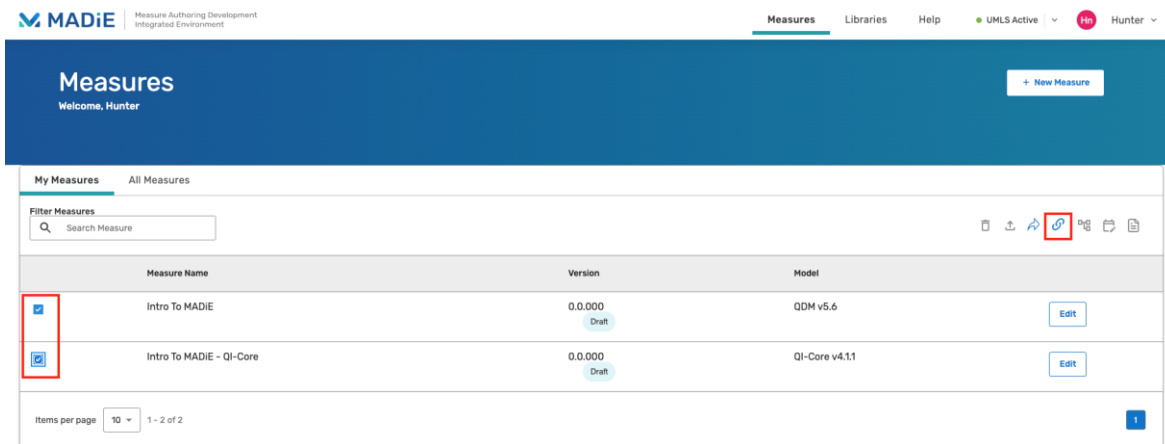 MADiE
Measure Authoring Development
Integrated Environment
Measures Libraries Help UMLS Active Hn Hunter
Measures
Welcome, Hunter
+ New Measure
My Measures All Measures
Filter Measures
Search Measure
Measure Name Version Model
Intro To MADiE 0.0.000 QDM v5.6 Edit
Draft
Intro To MADiE - QI-Core 0.0.000 QI-Core v4.1.1 Edit
Draft
Items per page 10 1 - 2 of 2 1